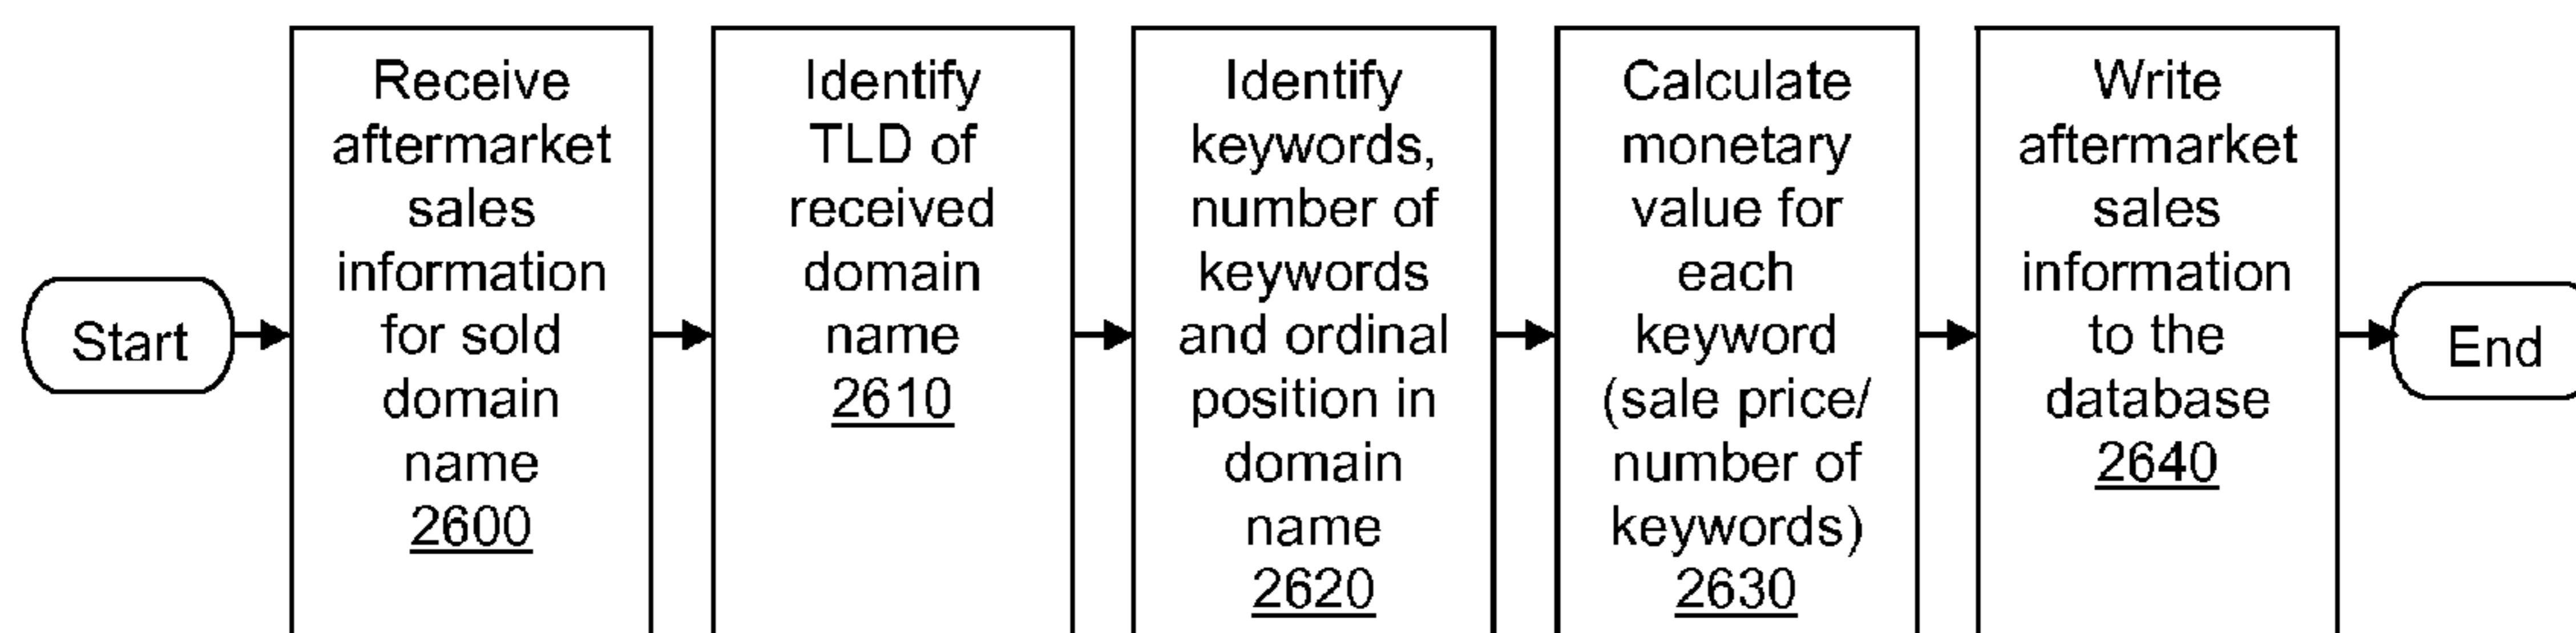 Start
Receive
aftermarket
sales
information
for sold
domain
name
2600
Identify
TLD of
received
domain
name
2610
Identify
keywords,
number of
keywords
and ordinal
position in
domain
name
2620
Calculate
monetary
value for
each
keyword
(sale price/
number of
keywords)
2630
Write
aftermarket
sales
information
to the
database
2640
End